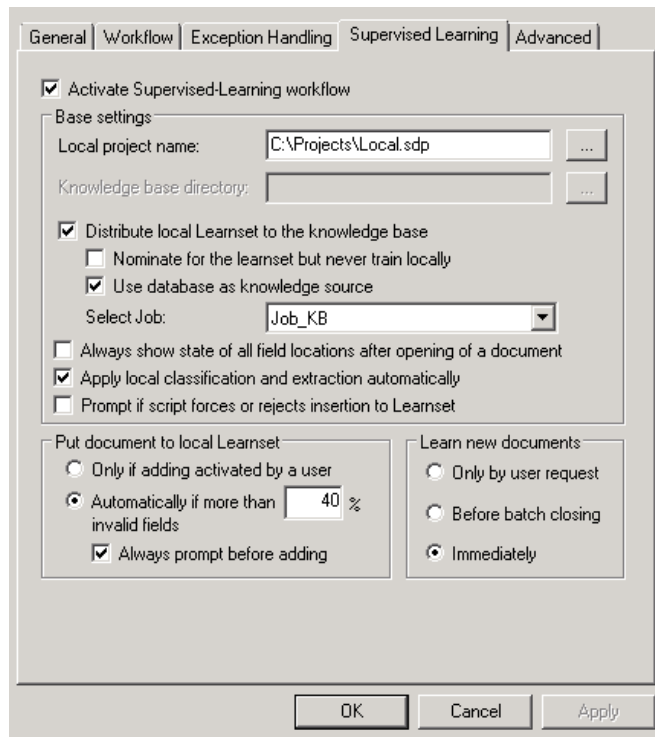 General Workflow Exception Handling Supervised Learning Advanced
Activate Supervised-Learning workflow
Base settings
Local project name: C:\Projects\Local.sdp ...
Knowledge base directory: ...
Distribute local Learnset to the knowledge base
Nominate for the learnset but never train locally
Use database as knowledge source
Select Job: Job_KB
Always show state of all field locations after opening of a document
Apply local classification and extraction automatically
Prompt if script forces or rejects insertion to Learnset
Put document to local Learnset
Only if adding activated by a user
Automatically if more than 40 %
invalid fields
Always prompt before adding
Learn new documents
Only by user request
Before batch closing
Immediately
OK Cancel Apply